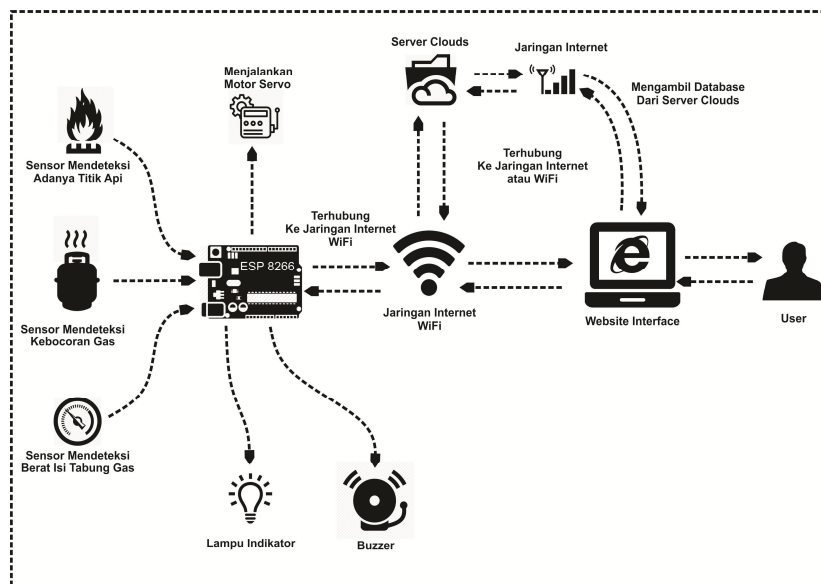 Server Clouds
Jaringan Internet
Menjalankan
Motor Servo
Mengambil Database
Dari Server Clouds
Sensor Mendeteksi
Adanya Titik Api
Terhubung
Ke Jaringan Internet
atau WiFi
Terhubung
Ke Jaringan Internet
WiFi
ESP 8266
Sensor Mendeteksi
Kebocoran Gas
Jaringan Internet
WiFi
Website Interface
User
Sensor Mendeteksi
Berat Isi Tabung Gas
Lampu Indikator
Buzzer